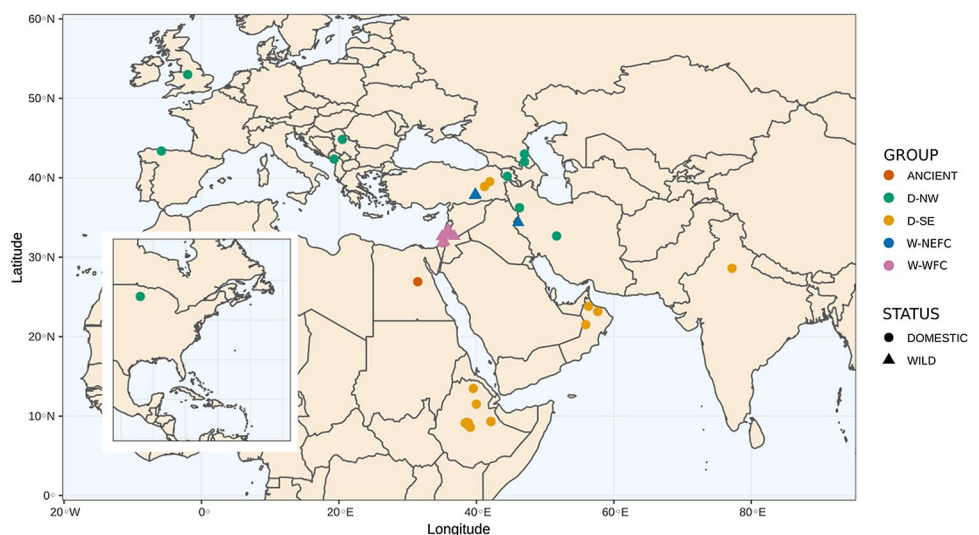 60°N
50°N
40°N
30°N
20°N
10°N
0°
Latitude
20°W
0°
20°E
40°E
60°E
80°E
Longitude
GROUP
ANCIENT
D-NW
D-SE
W-NEFC
W-WFC
STATUS
DOMESTIC
WILD